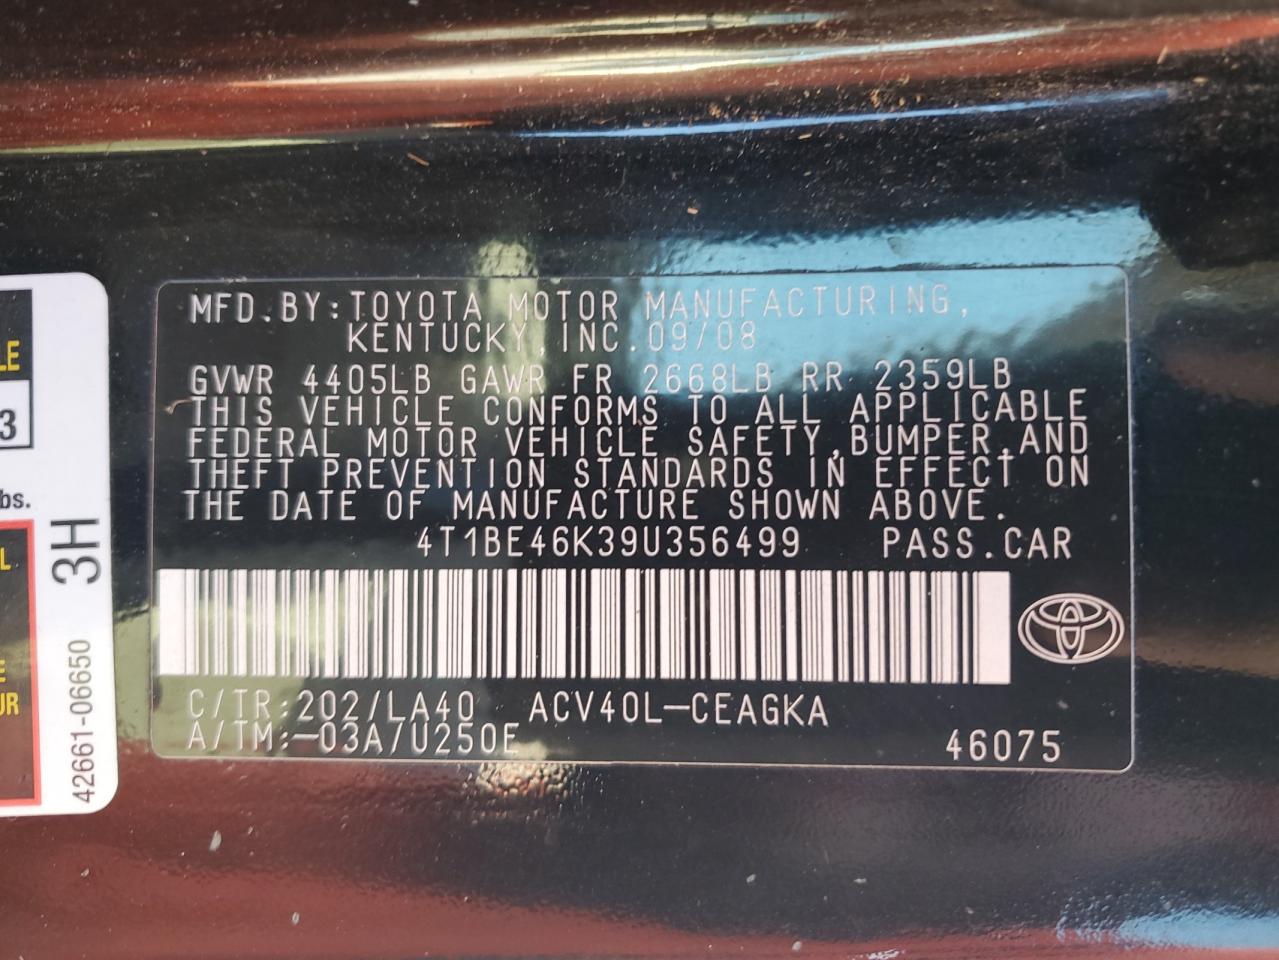 MFD.BY:TOYOTA MOTOR MANUFACTURING,
KENTUCKY,INC.09/08
GVWR 4405LB GAWR FR 2668LB RR 2359LB
THIS VEHICLE CONFORMS TO ALL APPLICABLE
FEDERAL MOTOR VEHICLE SAFETY,BUMPER,AND
THEFT PREVENTION STANDARDS IN EFFECT ON
THE DATE OF MANUFACTURE SHOWN ABOVE.
4T1BE46K39U356499 PASS.CAR
C/TR:202/LA40 ACV40L-CEAGKA
A/TM:-03A/U250E 46075
3H
42661-06650
LE
3
bs.
L
UR